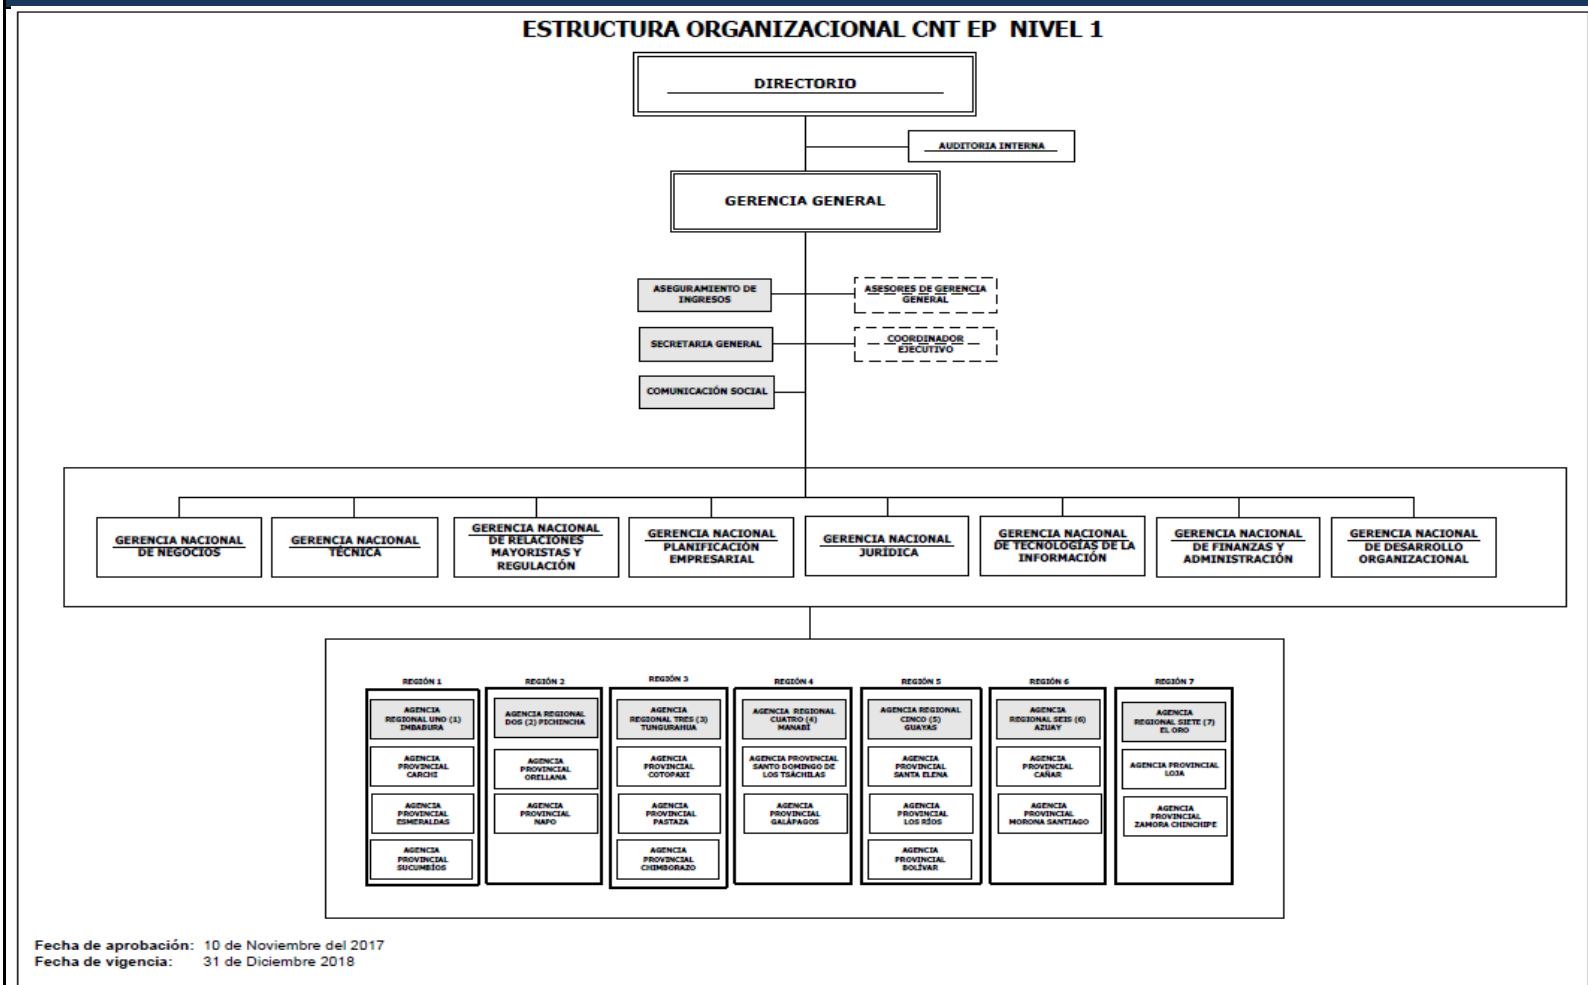 ESTRUCTURA ORGANIZACIONAL CNT EP NIVEL 1
DIRECTORIO
AUDITORIA INTERNA
GERENCIA GENERAL
ASEGURAMIENTO DE
INGRESOS
ASESORES DE GERENCIA
GENERAL
SECRETARIA GENERAL
COORDINADOR
EJECUTIVO
COMUNICACIÓN SOCIAL
GERENCIA NACIONAL
DE NEGOCIOS
GERENCIA NACIONAL
TÉCNICA
GERENCIA NACIONAL
DE RELACIONES
MAYORISTAS Y
REGULACIÓN
GERENCIA NACIONAL
PLANIFICACIÓN
EMPRESARIAL
GERENCIA NACIONAL
JURÍDICA
GERENCIA NACIONAL
DE TECNOLOGÍAS DE LA
INFORMACIÓN
GERENCIA NACIONAL
DE FINANZAS Y
ADMINISTRACIÓN
GERENCIA NACIONAL
DE DESARROLLO
ORGANIZACIONAL
REGIÓN 1
AGENCIA
REGIONAL UNO (1)
IMBABURA
AGENCIA
PROVINCIAL
CARCHI
AGENCIA
PROVINCIAL
ESMERALDAS
AGENCIA
PROVINCIAL
SUCUMBÍOS
REGIÓN 2
AGENCIA REGIONAL
DOS (2) PICHINCHA
AGENCIA
PROVINCIAL
ORELLANA
AGENCIA
PROVINCIAL
NAPO
REGIÓN 3
AGENCIA
REGIONAL TRES (3)
TUNGURAHUA
AGENCIA
PROVINCIAL
COTOPAXI
AGENCIA
PROVINCIAL
PASTAZA
AGENCIA
PROVINCIAL
CHIMBORAZO
REGIÓN 4
AGENCIA REGIONAL
CUATRO (4)
MANABÍ
AGENCIA PROVINCIAL
SANTO DOMINGO DE
LOS TSÁCHILAS
AGENCIA
PROVINCIAL
GALÁPAGOS
REGIÓN 5
AGENCIA REGIONAL
CINCO (5)
GUAYAS
AGENCIA
PROVINCIAL
SANTA ELENA
AGENCIA
PROVINCIAL
LOS RÍOS
AGENCIA
PROVINCIAL
BOLÍVAR
REGIÓN 6
AGENCIA
REGIONAL SEIS (6)
AZUAY
AGENCIA
PROVINCIAL
CAÑAR
AGENCIA
PROVINCIAL
MORONA SANTIAGO
REGIÓN 7
AGENCIA
REGIONAL SIETE (7)
EL ORO
AGENCIA PROVINCIAL
LOJA
AGENCIA
PROVINCIAL
ZAMORA CHINCHIPE
Fecha de aprobación: 10 de Noviembre del 2017
Fecha de vigencia: 31 de Diciembre 2018